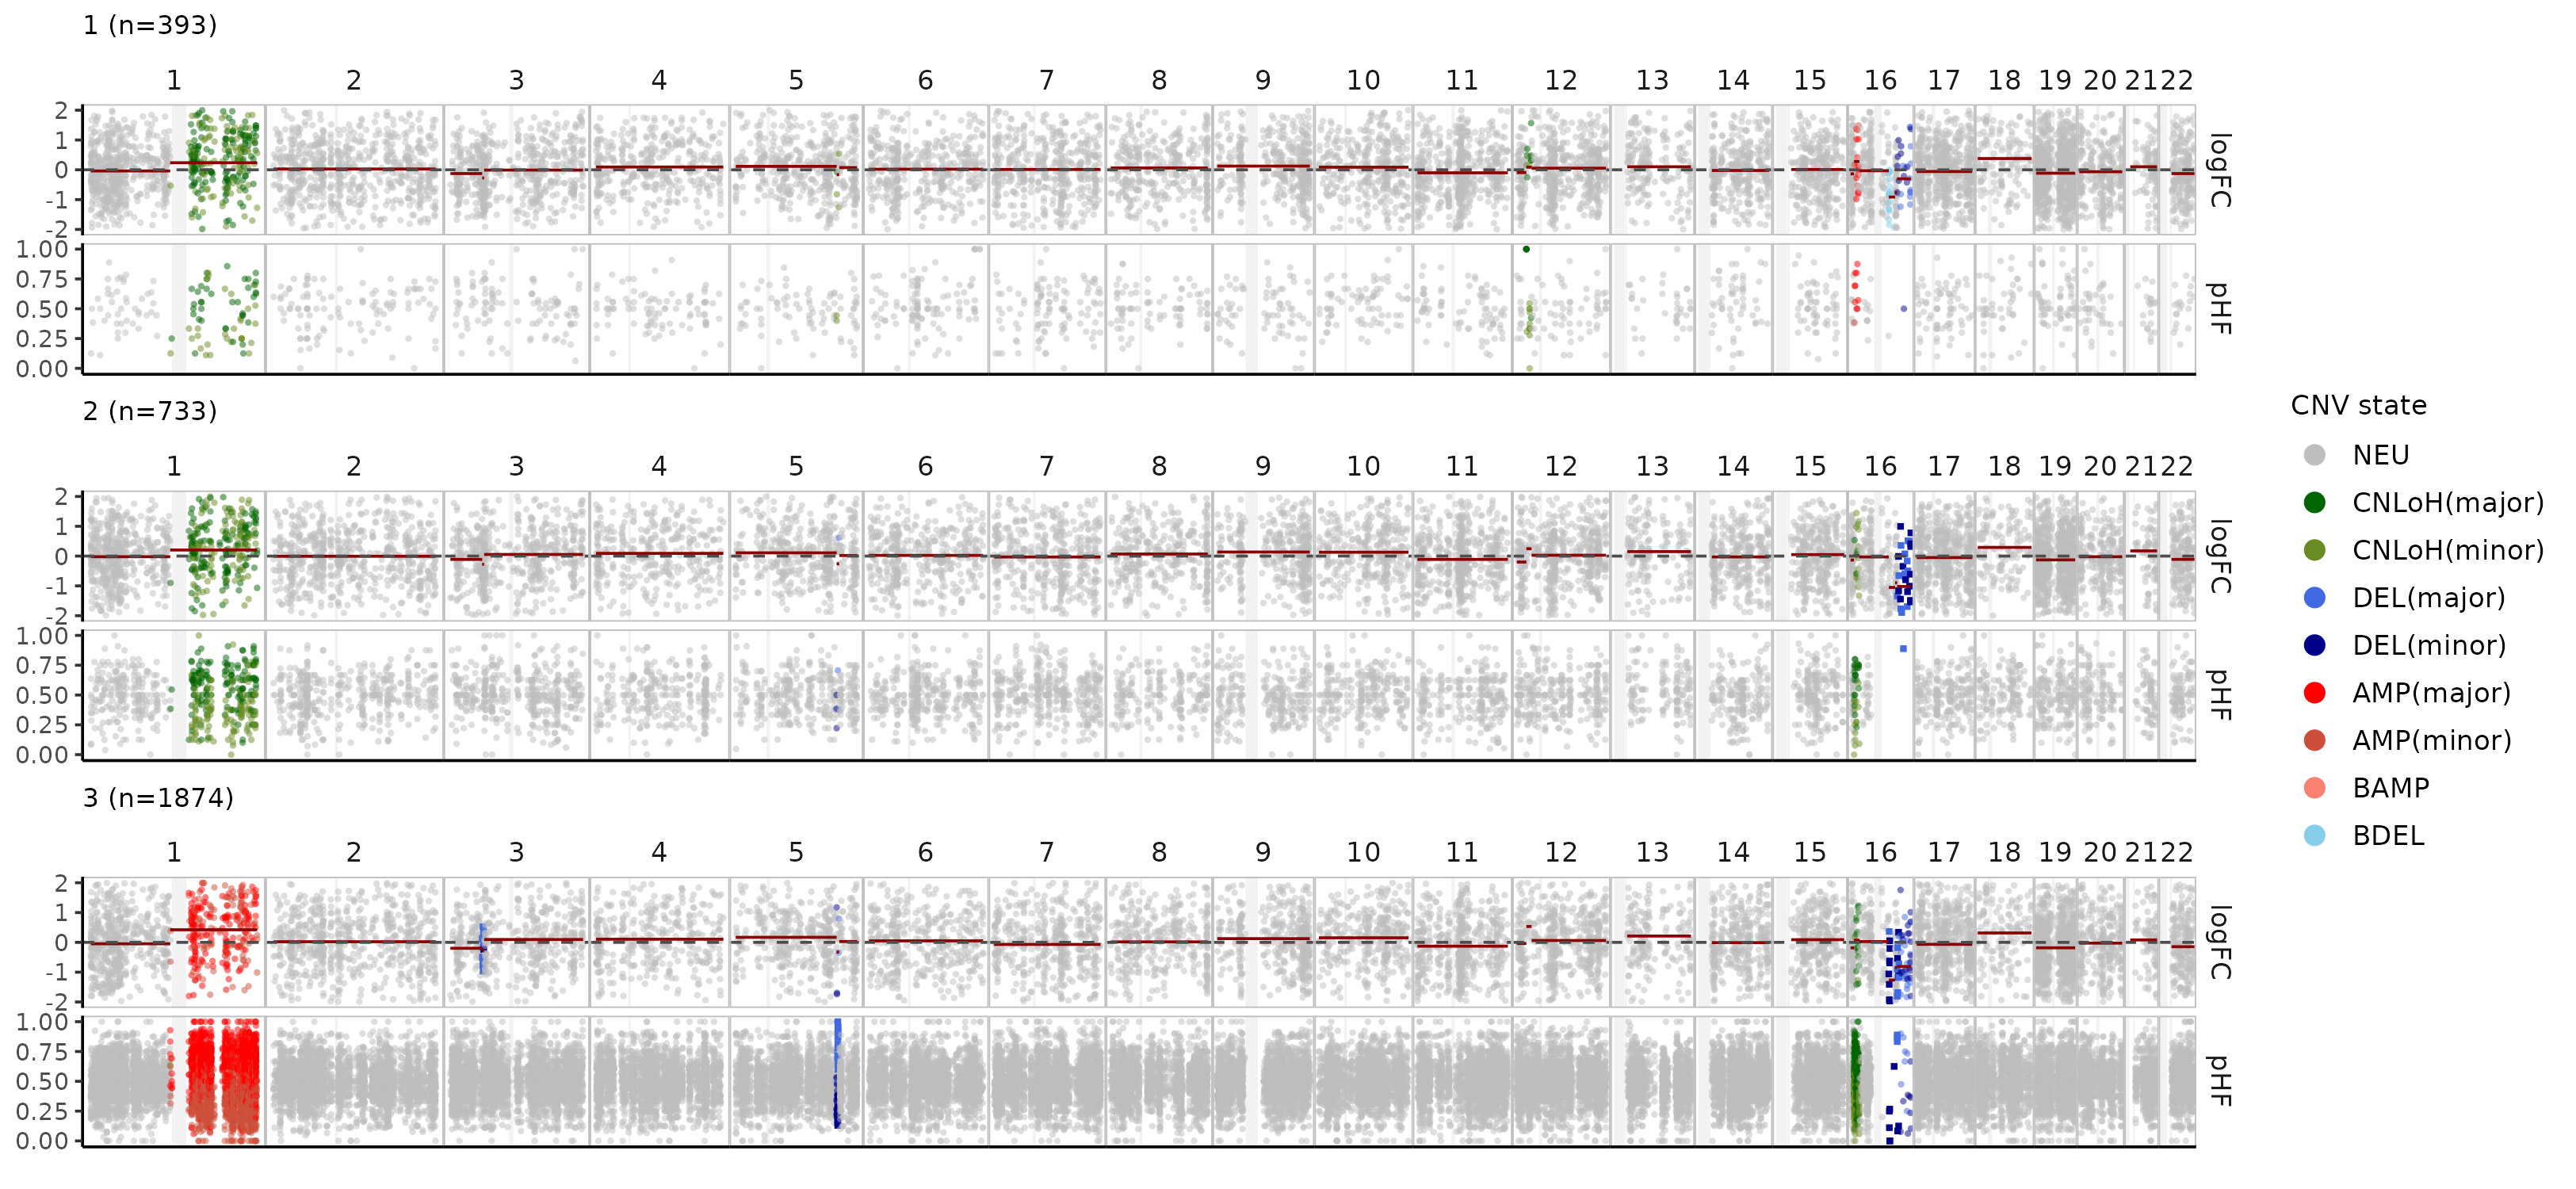 1 (n=393)
1 2 3 4 5 6 7 8 9 10 11 12 13 14 15 16 17 18 19 20 21 22
2
1
0
-1
-2
logFC
1.00
0.75
0.50
0.25
0.00
pHF
2 (n=733)
1 2 3 4 5 6 7 8 9 10 11 12 13 14 15 16 17 18 19 20 21 22
2
1
0
-1
-2
logFC
1.00
0.75
0.50
0.25
0.00
pHF
3 (n=1874)
1 2 3 4 5 6 7 8 9 10 11 12 13 14 15 16 17 18 19 20 21 22
2
1
0
-1
-2
logFC
1.00
0.75
0.50
0.25
0.00
pHF
CNV state
NEU
CNLoH(major)
CNLoH(minor)
DEL(major)
DEL(minor)
AMP(major)
AMP(minor)
BAMP
BDEL